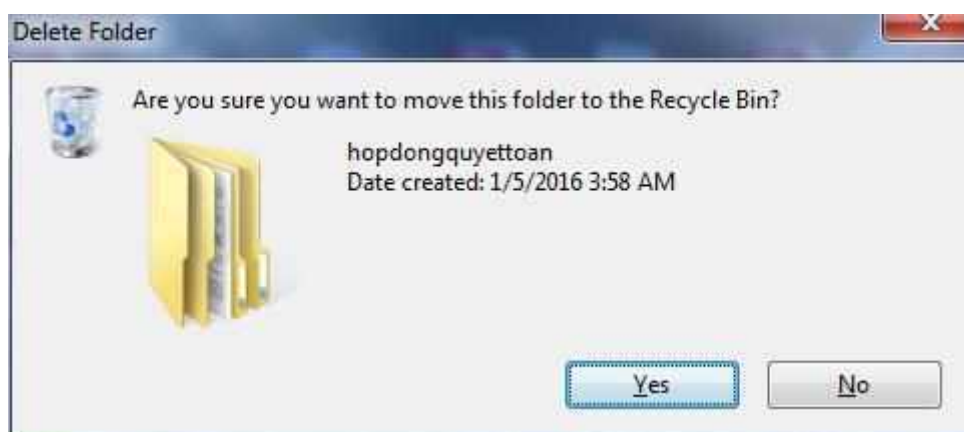 Delete Folder
Are you sure you want to move this folder to the Recycle Bin?
hopdongquyettoan
Date created: 1/5/2016 3:58 AM
Yes No